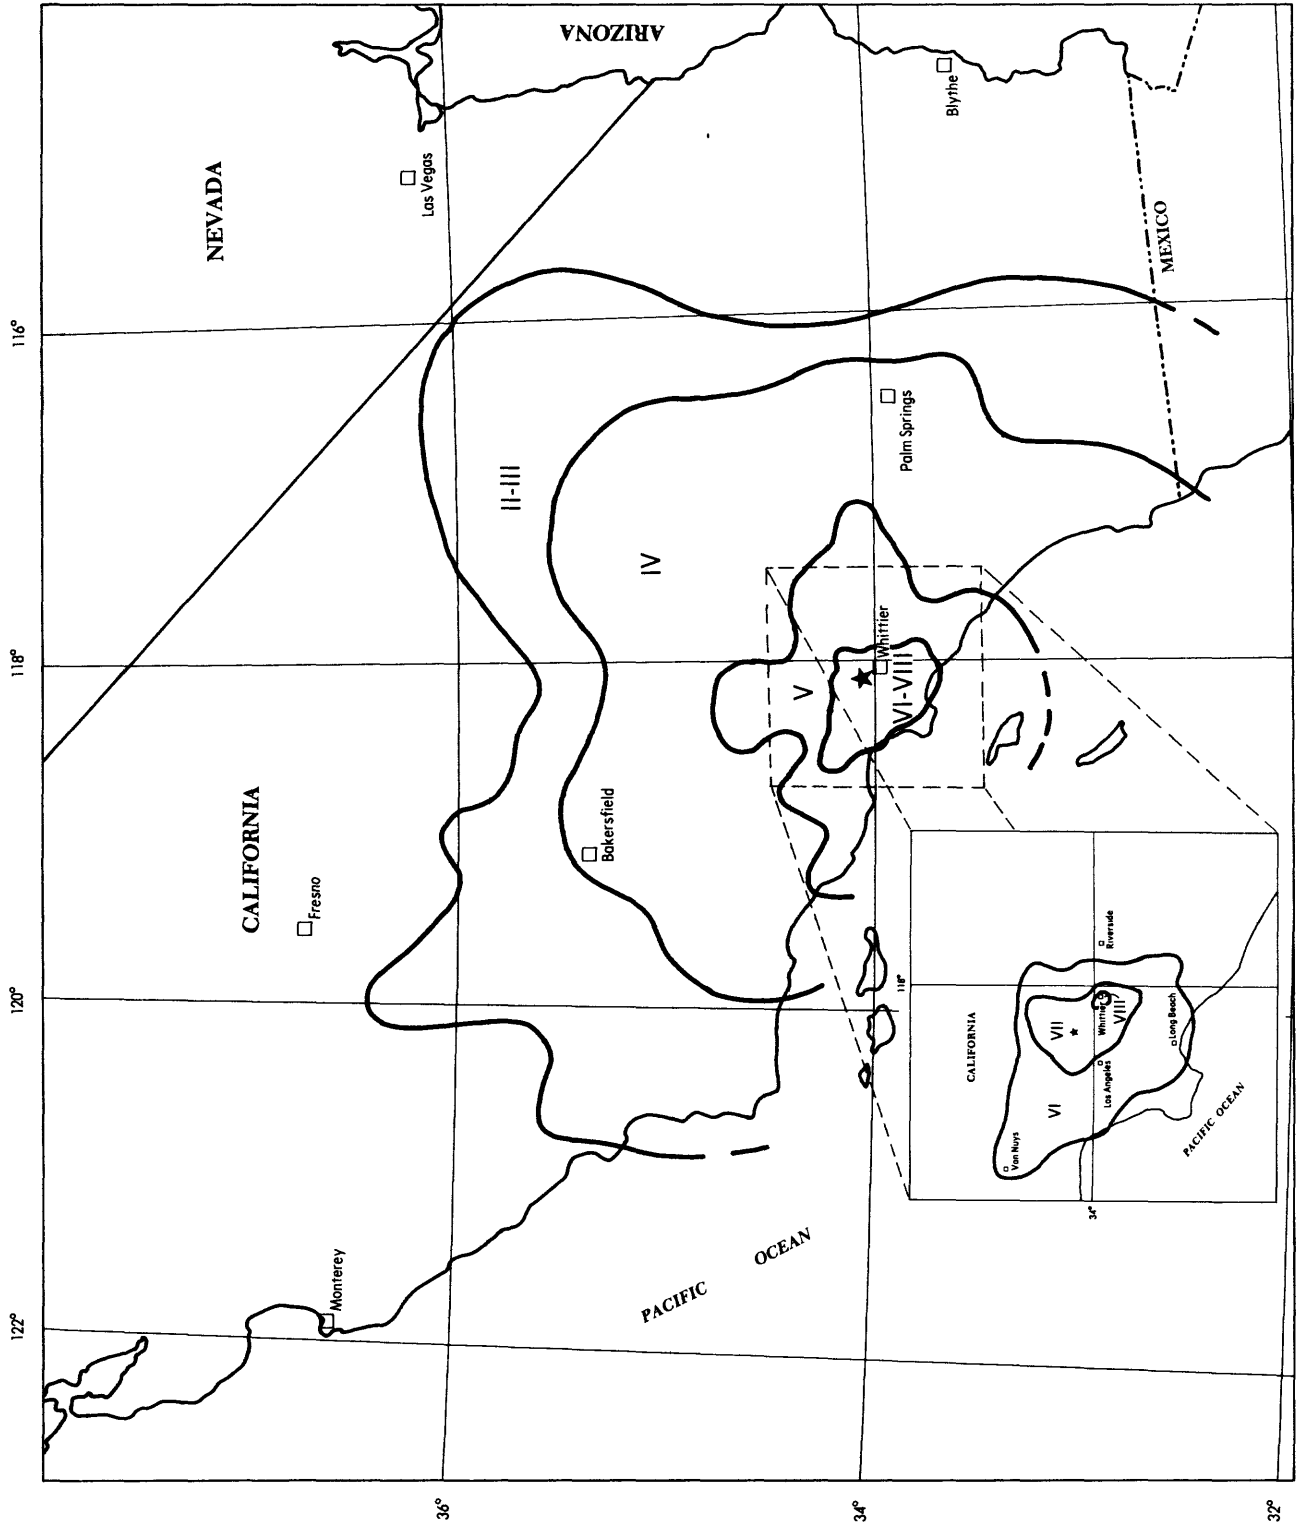 122°
120°
118°
116°
NEVADA
ARIZONA
CALIFORNIA
Las Vegas
Fresno
Monterey
36°
II-III
Bakersfield
IV
PACIFIC OCEAN
V
34°
Whittier
VI-VIII
Palm Springs
Blythe
MEXICO
32°
118°
CALIFORNIA
Van Nuys
VI
VII
34°
Los Angeles
Whittier
VIII
Riverside
Long Beach
PACIFIC OCEAN